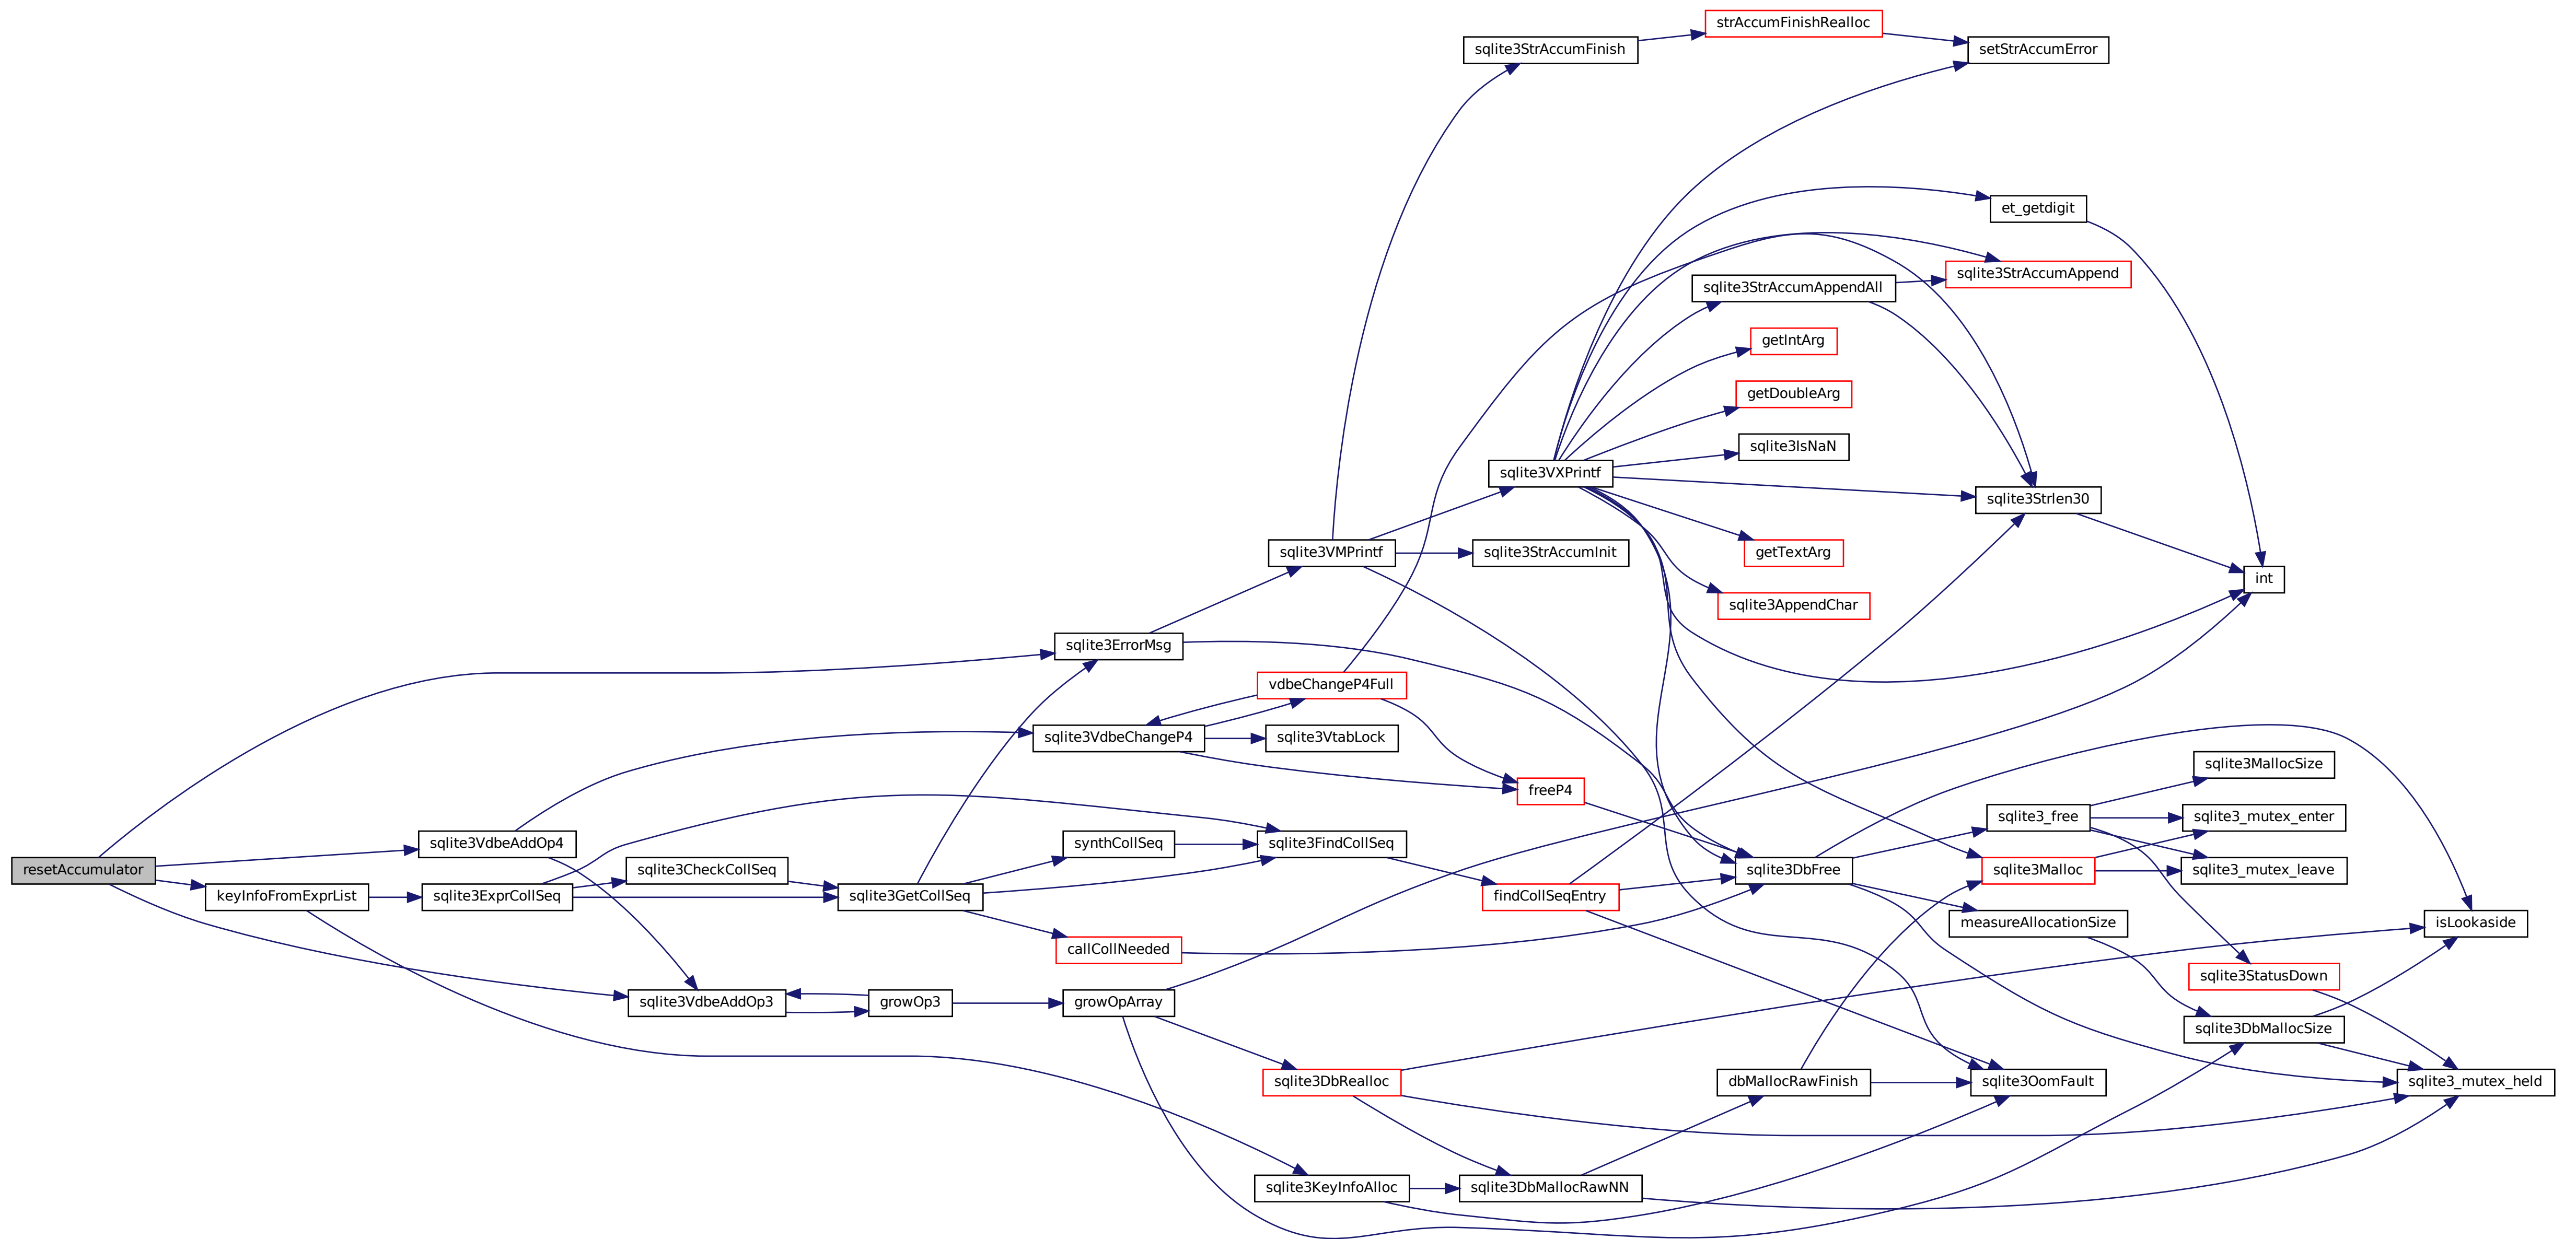 strAccumFinishRealloc
sqlite3StrAccumFinish
setStrAccumError
et_getdigit
sqlite3StrAccumAppend
sqlite3StrAccumAppendAll
getIntArg
getDoubleArg
sqlite3IsNaN
sqlite3VXPrintf
sqlite3Strlen30
sqlite3VMPrintf
sqlite3StrAccumInit
getTextArg
int
sqlite3AppendChar
sqlite3ErrorMsg
vdbeChangeP4Full
sqlite3VdbeChangeP4
sqlite3VtabLock
sqlite3MallocSize
freeP4
sqlite3_free
sqlite3_mutex_enter
sqlite3VdbeAddOp4
synthCollSeq
sqlite3FindCollSeq
resetAccumulator
sqlite3CheckCollSeq
sqlite3DbFree
sqlite3Malloc
sqlite3_mutex_leave
keyInfoFromExprList
sqlite3ExprCollSeq
sqlite3GetCollSeq
findCollSeqEntry
measureAllocationSize
isLookaside
callCollNeeded
sqlite3StatusDown
sqlite3VdbeAddOp3
growOp3
growOpArray
sqlite3DbMallocSize
sqlite3DbRealloc
dbMallocRawFinish
sqlite3OomFault
sqlite3_mutex_held
sqlite3KeyInfoAlloc
sqlite3DbMallocRawNN